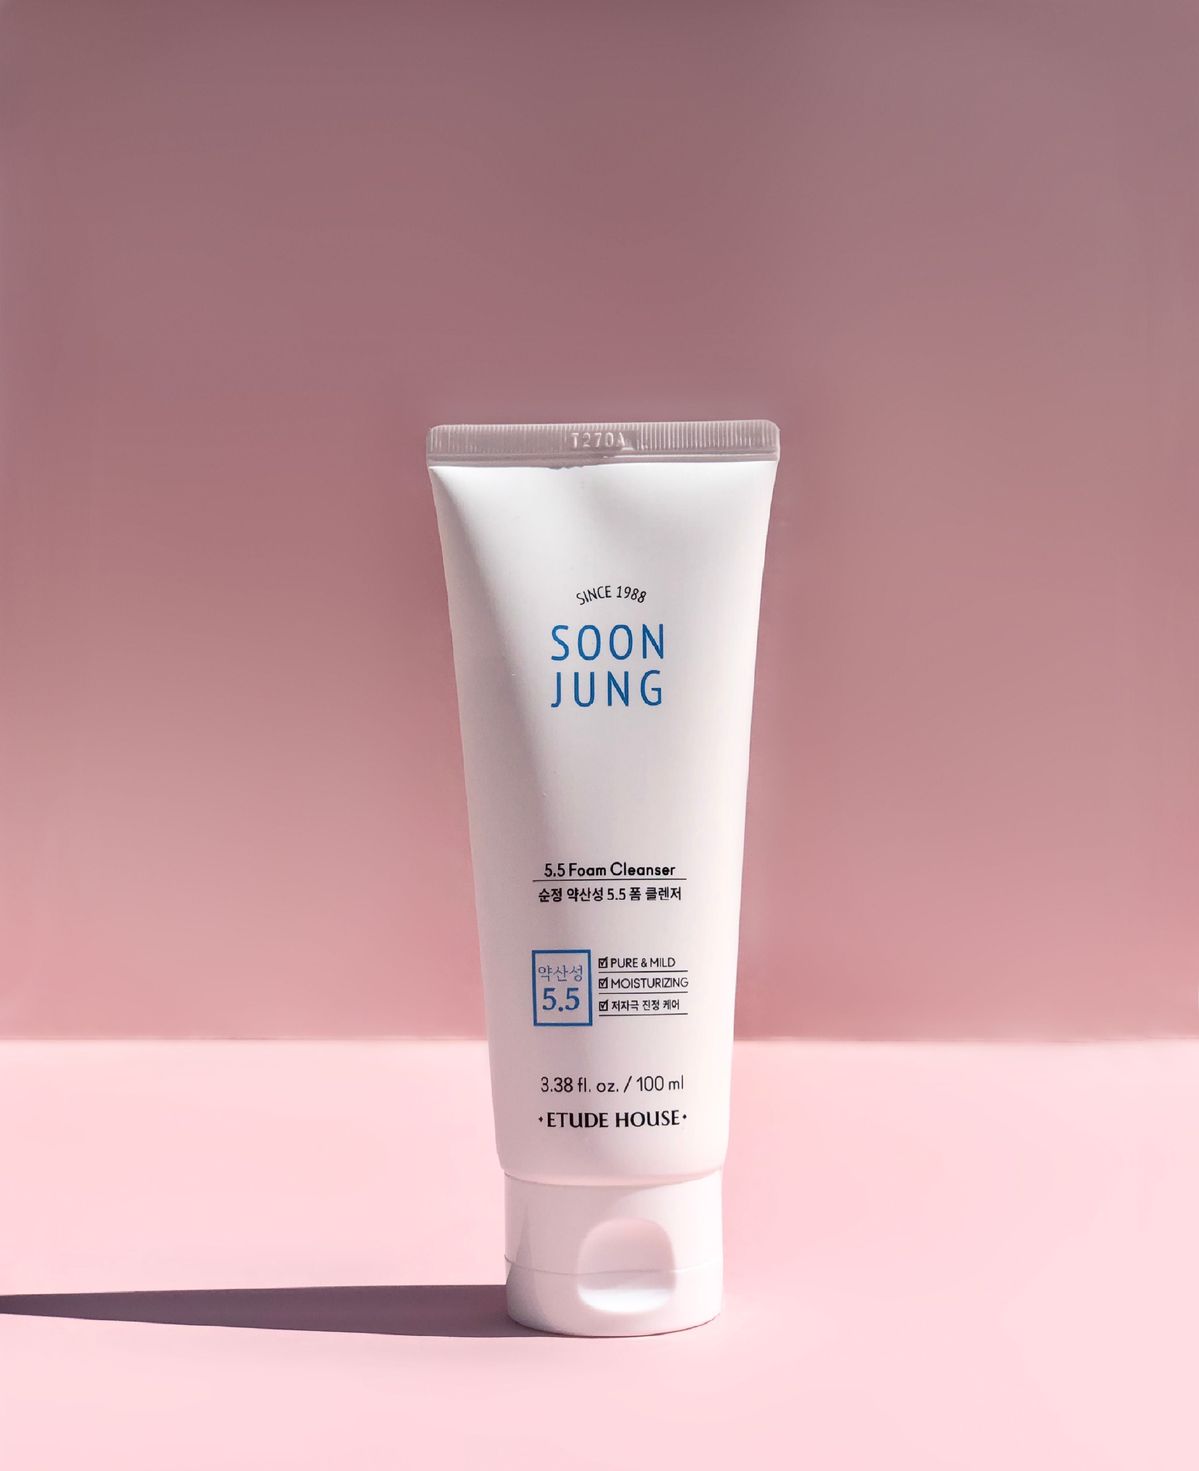 T270A
SINCE 1988
SOON
JUNG
5.5 Foam Cleanser
순정 약산성 5.5 폼 클렌저
약산성
5.5
PURE & MILD
MOISTURIZING
저자극 진정 케어
3.38 fl. oz. / 100 ml
ETUDE HOUSE